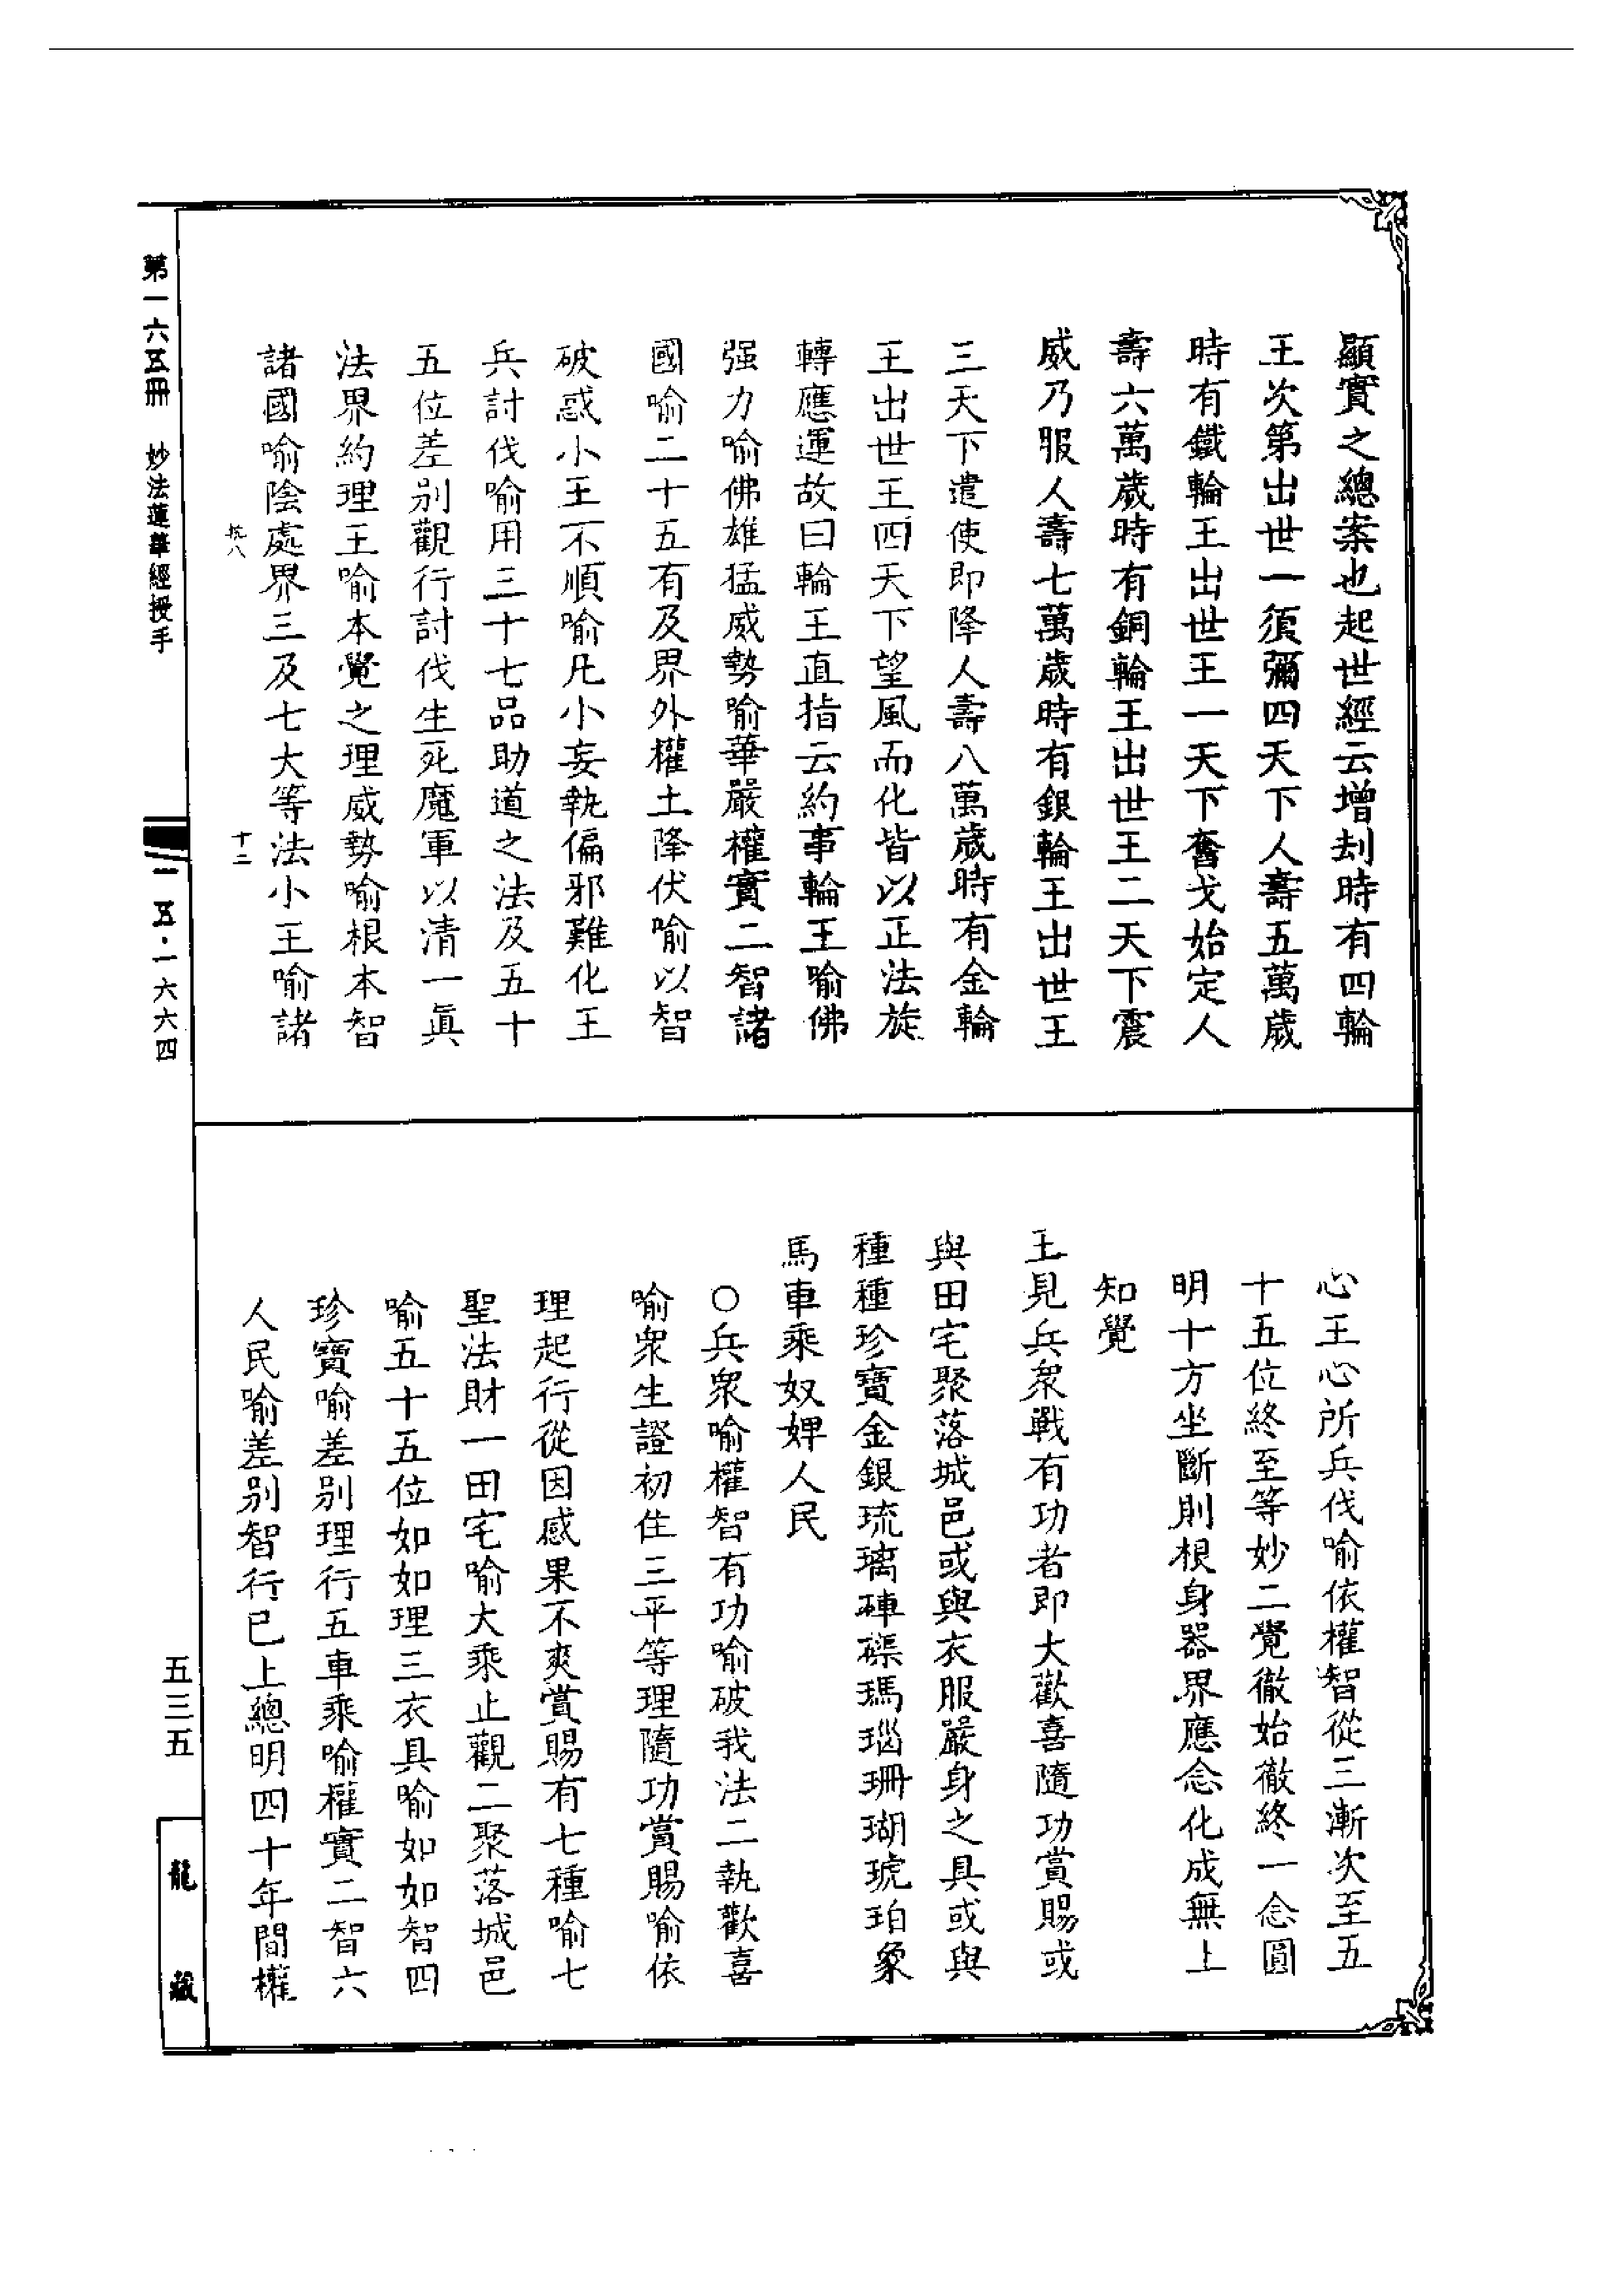 顯實之總案也起世經云增刦時有四輪
王次第出世一須彌四天下人壽五萬歲
時有鐵輪王出世王一天下奮戈始定人
壽六萬歲時有銅輪王出世王二天下震
威乃服人壽七萬歲時有銀輪王出世王
三天下遣使即降人壽八萬歲時有金輪
王出世王四天下望風而化皆以正法旋
轉應運故曰輪王直指云約事輪王喻佛
强力喻佛雄猛威勢喻華嚴權實二智諸
國喻二十五有及界外權土降伏喻以智
破惑小王不順喻凡小妄執偏邪難化王
兵討伐喻用三十七品助道之法及五十
五位差别觀行討伐生死魔軍以清一眞
法界約理王喻本覺之理威勢喻根本智
諸國喻陰處界三及七大等法小王喻諸
心王心所兵伐喻依權智從三漸次至五
十五位終至等妙二覺徹始徹終一念圓
明十方坐斷則根身器界應念化成無上
知覺
王見兵衆戰有功者即大歡喜隨功賞賜或
與田宅聚落城邑或與衣服嚴身之具或與
種種珍寶金銀琉璃硨磲瑪瑙珊瑚琥珀象
馬車乘奴婢人民
○兵衆喻權智有功喻破我法二執歡喜
喻衆生證初住三平等理隨功賞賜喻依
理起行從因感果不爽賞賜有七種喻七
聖法財一田宅喻大乘止觀二聚落城邑
喻五十五位如如理三衣具喻如如智四
珍寶喻差别理行五車乘喻權實二智六
人民喻差别智行已上總明四十年間權
第一六五冊 妙法蓮華經授手
八
十二
一五·一六六四
五三五
龍藏